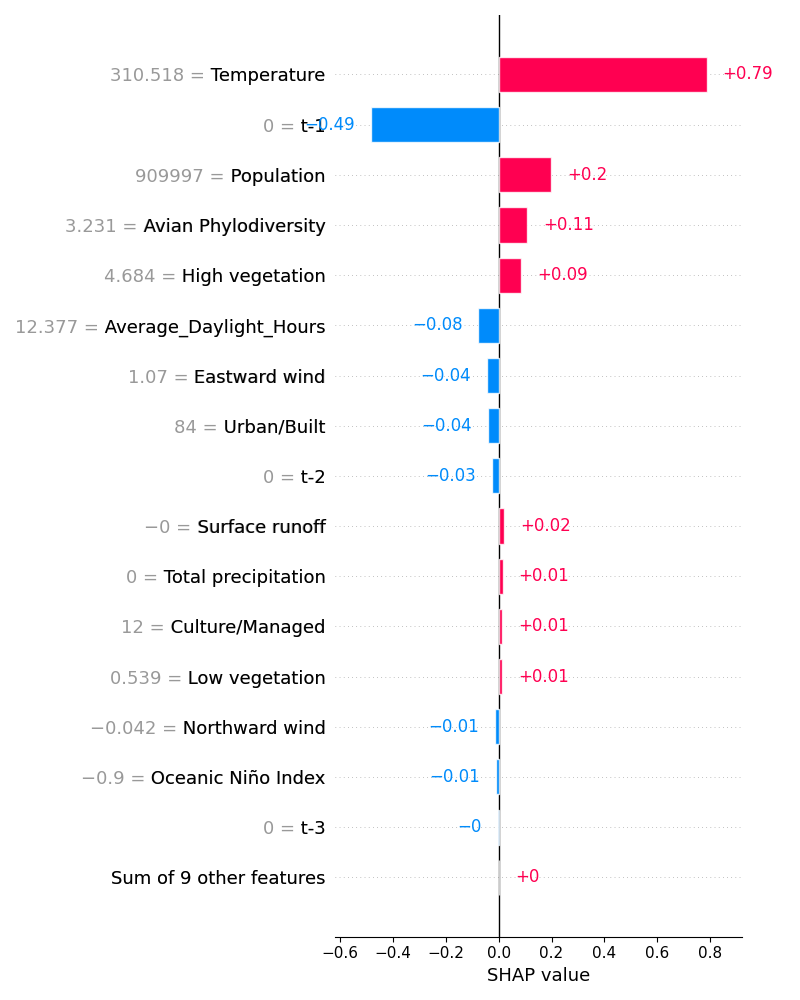 310.518 = Temperature +0.79
0 = t-1 −0.49
909997 = Population +0.2
3.231 = Avian Phylodiversity +0.11
4.684 = High vegetation +0.09
12.377 = Average_Daylight_Hours −0.08
1.07 = Eastward wind −0.04
84 = Urban/Built −0.04
0 = t-2 −0.03
−0 = Surface runoff +0.02
0 = Total precipitation +0.01
12 = Culture/Managed +0.01
0.539 = Low vegetation +0.01
−0.042 = Northward wind −0.01
−0.9 = Oceanic Niño Index −0.01
0 = t-3 −0
Sum of 9 other features +0
−0.6 −0.4 −0.2 0.0 0.2 0.4 0.6 0.8
SHAP value